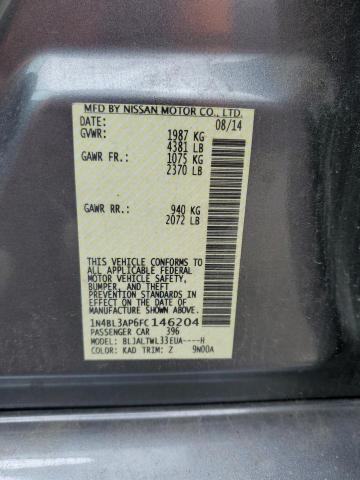 MFD BY NISSAN MOTOR CO., LTD.
DATE: 08/14
GVWR: 1987 KG
4381 LB
GAWR FR.: 1075 KG
2370 LB
GAWR RR.: 940 KG
2072 LB
THIS VEHICLE CONFORMS TO ALL
APPLICABLE FEDERAL
MOTOR VEHICLE SAFETY,
BUMPER, AND THEFT
PREVENTION STANDARDS IN
EFFECT ON THE DATE OF
MANUFACTURE SHOWN ABOVE.
1N4BL3AP6FC146204
PASSENGER CAR 396
MODEL: BLJALTWL33EUA----H
COLOR: KAD TRIM: Z 9N00A